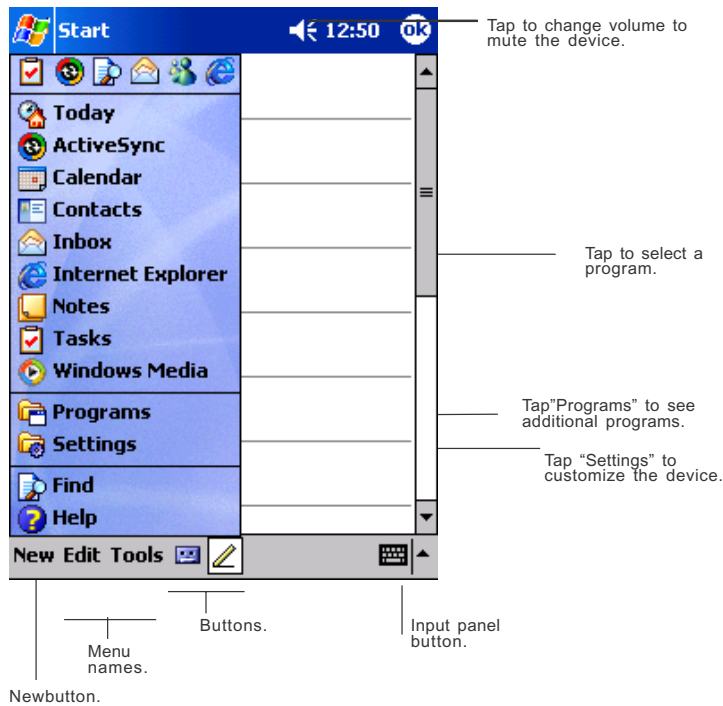 Start 12:50 ok
Tap to change volume to
mute the device.
Today
ActiveSync
Calendar
Contacts
Inbox
Internet Explorer
Notes
Tasks
Windows Media
Programs
Settings
Find
Help
Tap to select a
program.
Tap"Programs” to see
additional programs.
Tap “Settings” to
customize the device.
New Edit Tools
Buttons.
Input panel
button.
Menu
names.
Newbutton.